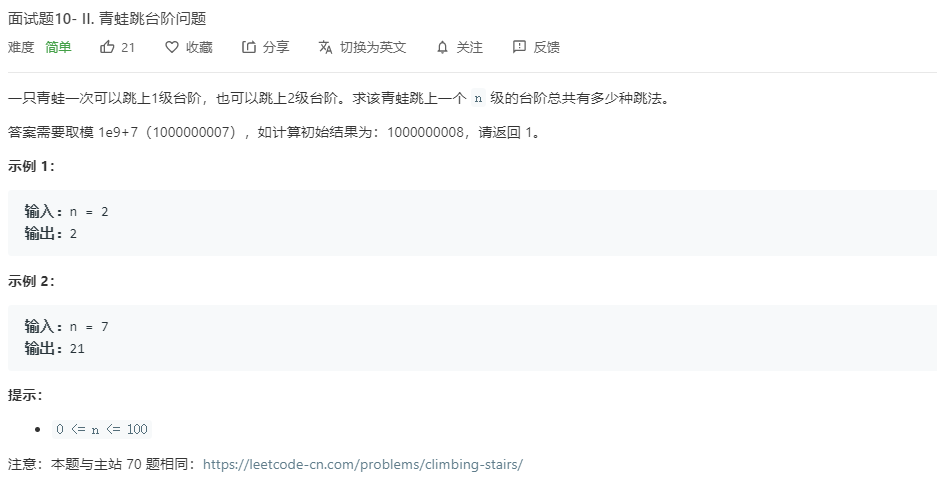 面试题10- II. 青蛙跳台阶问题
难度 简单 21 收藏 分享 切换为英文 关注 反馈
一只青蛙一次可以跳上1级台阶，也可以跳上2级台阶。求该青蛙跳上一个 n 级的台阶总共有多少种跳法。
答案需要取模 1e9+7（1000000007），如计算初始结果为：1000000008，请返回 1。
示例 1：
输入：n = 2
输出：2
示例 2：
输入：n = 7
输出：21
提示：
• 0 <= n <= 100
注意：本题与主站 70 题相同：https://leetcode-cn.com/problems/climbing-stairs/